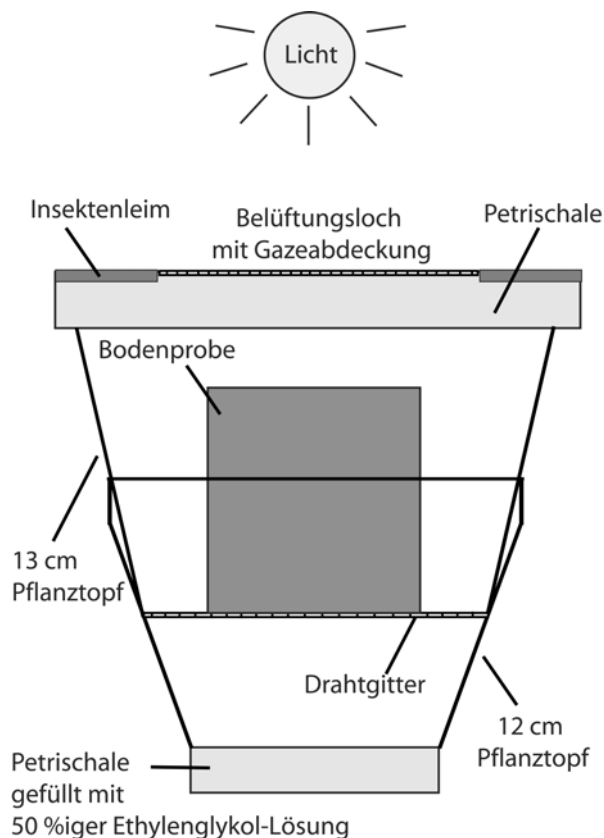 Licht
Insektenleim
Belüftungsloch
mit Gazeabdeckung
Petrischale
Bodenprobe
13 cm
Pflanztopf
Drahtgitter
12 cm
Pflanztopf
Petrischale
gefüllt mit
50 %iger Ethylenglykol-Lösung